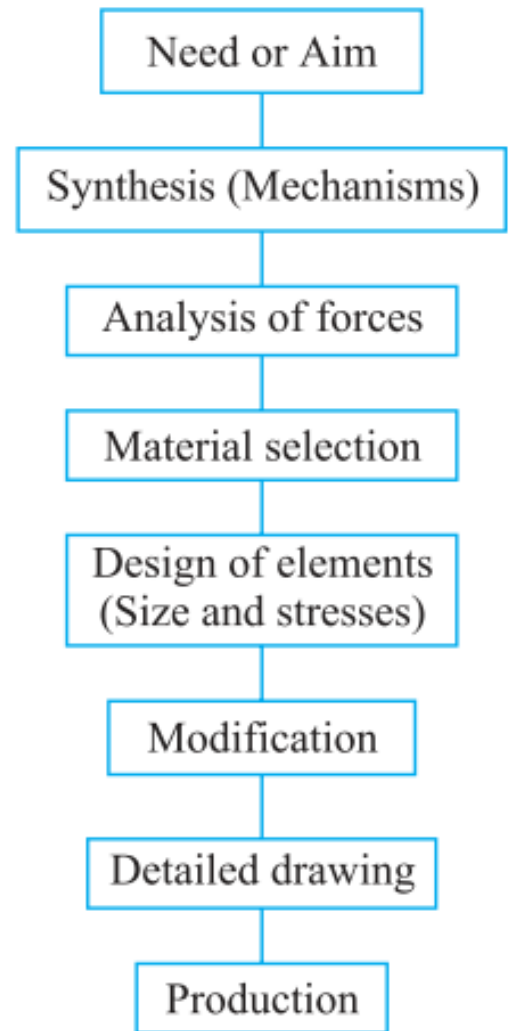 Need or Aim
Synthesis (Mechanisms)
Analysis of forces
Material selection
Design of elements
(Size and stresses)
Modification
Detailed drawing
Production